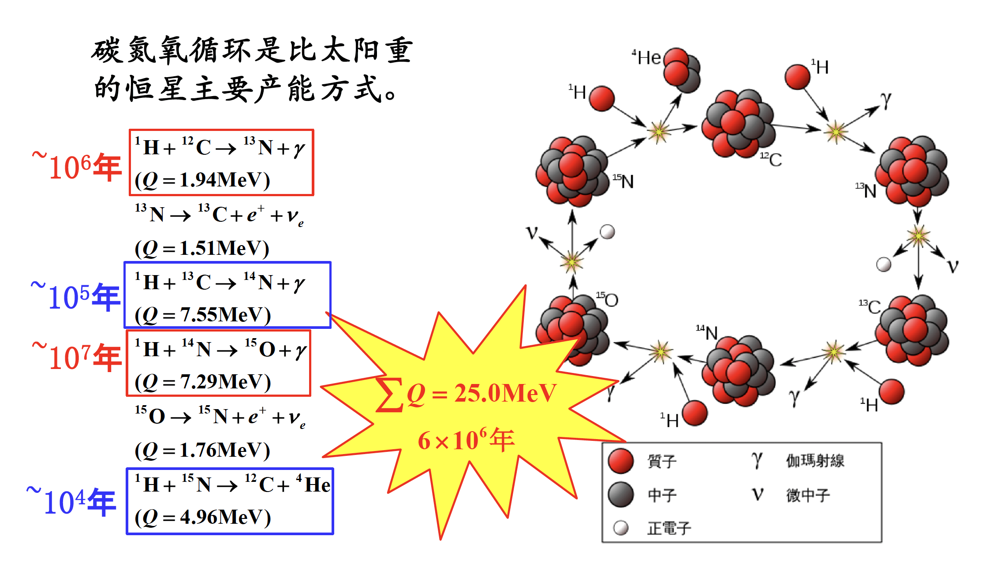 碳氮氧循环是比太阳重
的恒星主要产能方式。
~10⁶年
¹H + ¹²C → ¹³N + γ
(Q = 1.94MeV)
¹³N → ¹³C + e⁺ + νₑ
(Q = 1.51MeV)
~10⁵年
¹H + ¹³C → ¹⁴N + γ
(Q = 7.55MeV)
~10⁷年
¹H + ¹⁴N → ¹⁵O + γ
(Q = 7.29MeV)
¹⁵O → ¹⁵N + e⁺ + νₑ
(Q = 1.76MeV)
~10⁴年
¹H + ¹⁵N → ¹²C + ⁴He
(Q = 4.96MeV)
∑Q = 25.0MeV
6×10⁶年
⁴He
¹H
¹H
γ
¹²C
¹⁵N
¹³N
ν
ν
¹⁵O
¹³C
¹⁴N
γ
γ
¹H
¹H
質子
γ 伽瑪射線
中子
ν 微中子
正電子